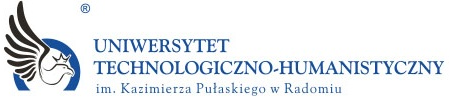 ®
UNIWERSYTET
TECHNOLOGICZNO-HUMANISTYCZNY
im. Kazimierza Pułaskiego w Radomiu